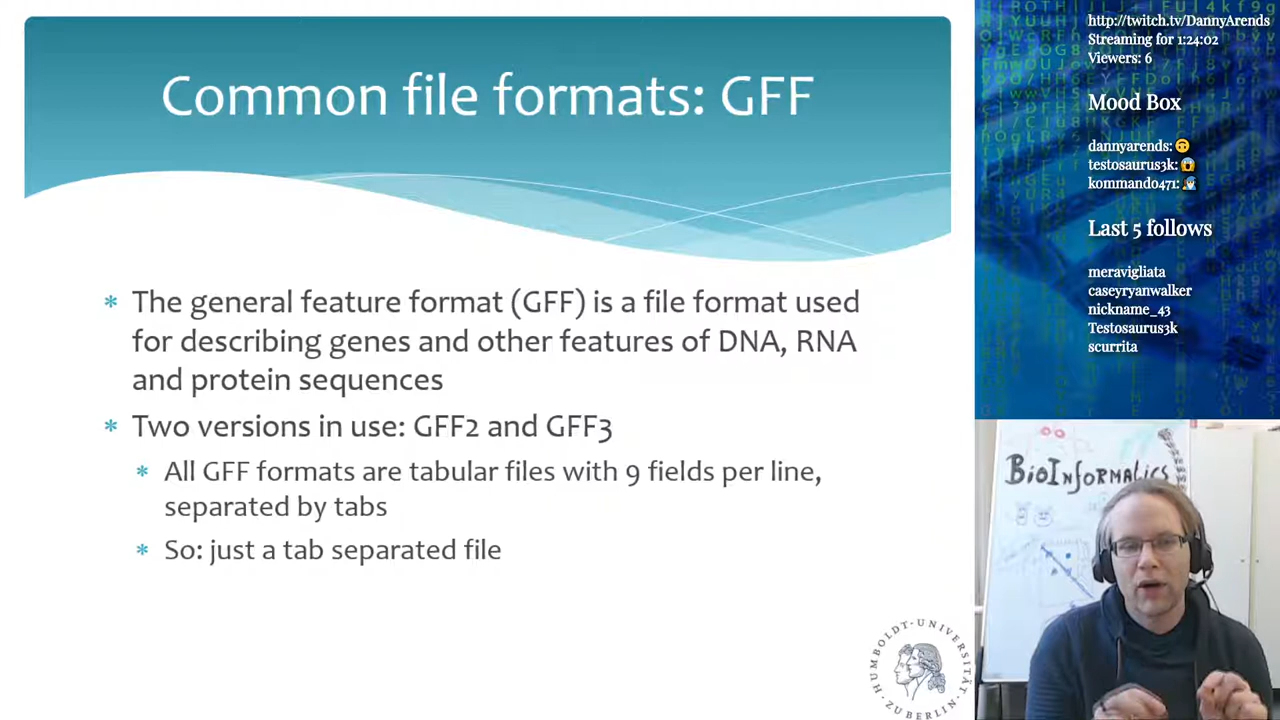 Common file formats: GFF
* The general feature format (GFF) is a file format used
for describing genes and other features of DNA, RNA
and protein sequences
* Two versions in use: GFF2 and GFF3
* All GFF formats are tabular files with 9 fields per line,
separated by tabs
* So: just a tab separated file
HUMBOLDT-UNIVERSITÄT
ZU BERLIN
http://twitch.tv/DannyArends
Streaming for 1:24:02
Viewers: 6
Mood Box
dannyarends: 🙃
testosaurus3k: 😱
kommando471:
Last 5 follows
meravigliata
caseyryanwalker
nickname_43
Testosaurus3k
scurrita
BioInformatics